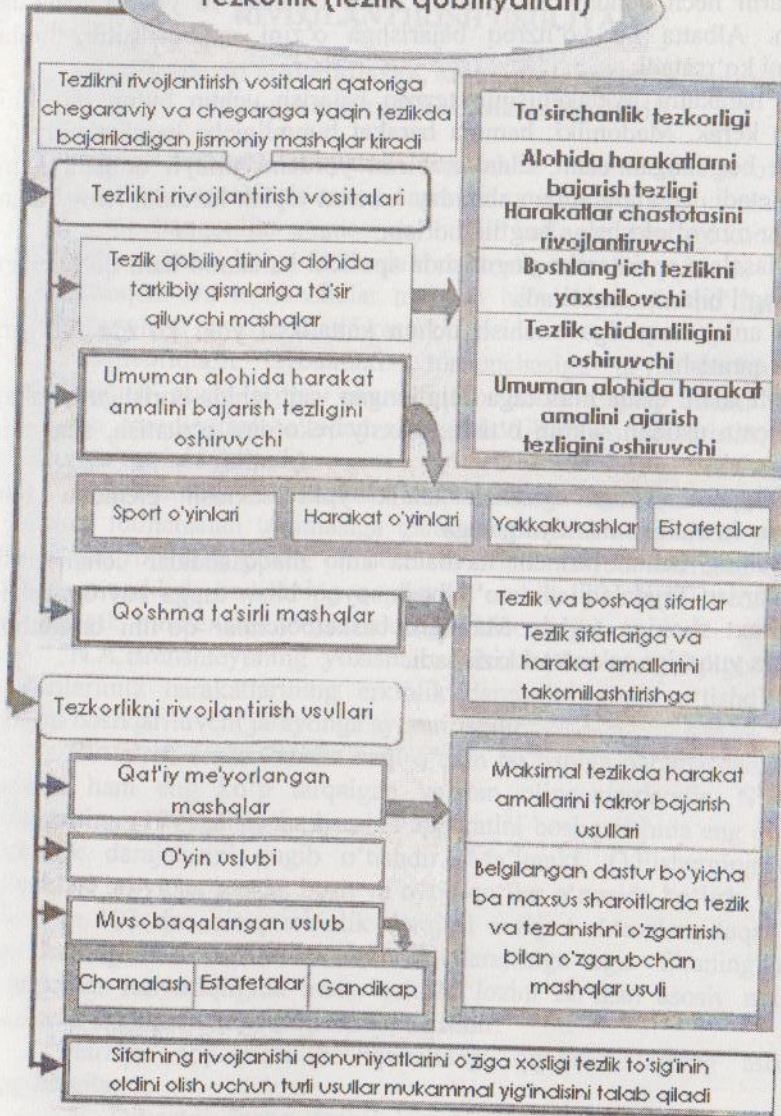 Tezkorlik (tezlik qobiliyatlari)
Tezlikni rivojlantirish vositalari qatoriga
chegaraviy va chegaraga yaqin tezlikda
bajariladigan jismoniy mashqlar kiradi
Tezlikni rivojlantirish vositalari
Tezlik qobiliyatining alohida
tarkibiy qismlariga ta'sir
qiluvchi mashqlar
Umuman alohida harakat
amalini bajarish tezligini
oshiruvchi
Ta'sirchanlik tezkorligi
Alohida harakatlarni
bajarish tezligi
Harakatlar chastotasini
rivojlantiruvchi
Boshlang'ich tezlikni
yaxshilovchi
Tezlik chidamliligini
oshiruvchi
Umuman alohida harakat
amalini ,ajarish
tezligini oshiruvchi
Sport o'yinlari
Harakat o'yinlari
Yakkakurashlar
Estafetalar
Qo'shma ta'sirli mashqlar
Tezlik va boshqa sifatlar
Tezlik sifatlariga va
harakat amallarini
takomillashtirishga
Tezkorlikni rivojlantirish usullari
Qat'iy me'yorlangan
mashqlar
O'yin uslubi
Musobaqalangan uslub
Chamalash
Estafetalar
Gandikap
Maksimal tezlikda harakat
amallarini takror bajarish
usullari
Belgilangan dastur bo'yicha
ba maxsus sharoitlarda tezlik
va tezlanishni o'zgartirish
bilan o'zgarubchan
mashqlar usuli
Sifatning rivojlanishi qonuniyatlarini o'ziga xosligi tezlik to'sig'inin
oldini olish uchun turli usullar mukammal yig'indisini talab qiladi